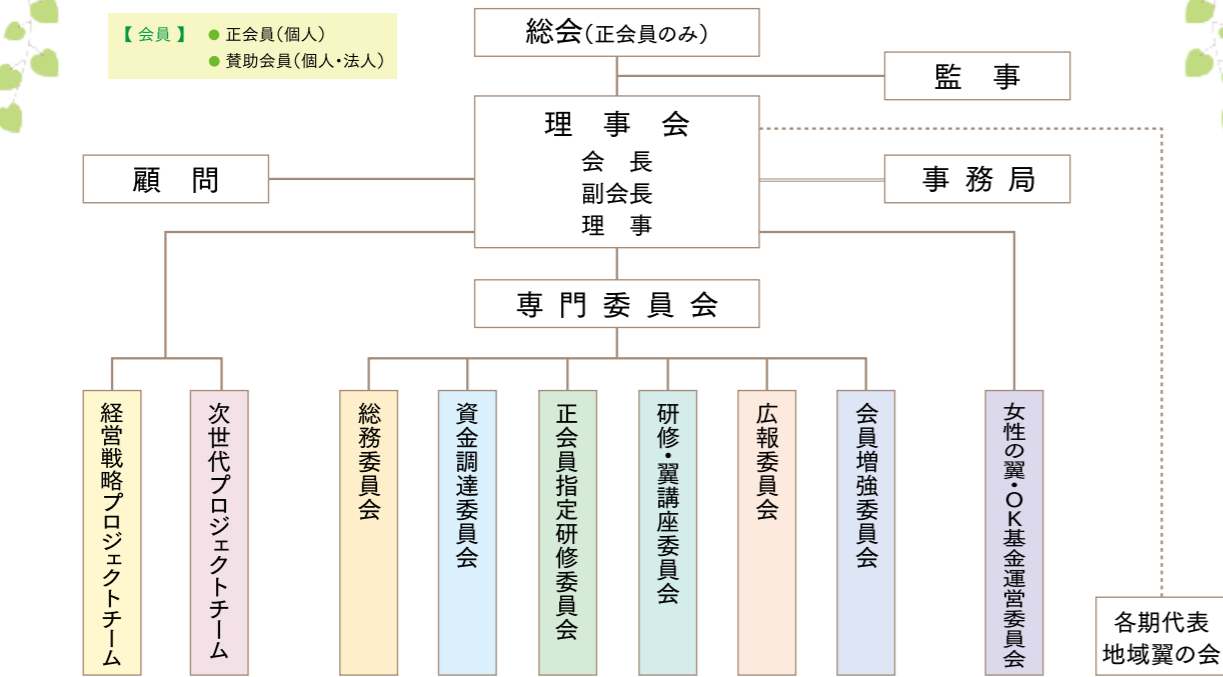 【 会員 】 ● 正会員（個人）
● 賛助会員（個人・法人）
総会（正会員のみ）
監 事
理 事 会
会 長
副会長
理 事
顧 問
事 務 局
専 門 委 員 会
経営戦略プロジェクトチーム
次世代プロジェクトチーム
総務委員会
資金調達委員会
正会員指定研修委員会
研修・翼講座委員会
広報委員会
会員増強委員会
女性の翼・OK基金運営委員会
各期代表
地域翼の会